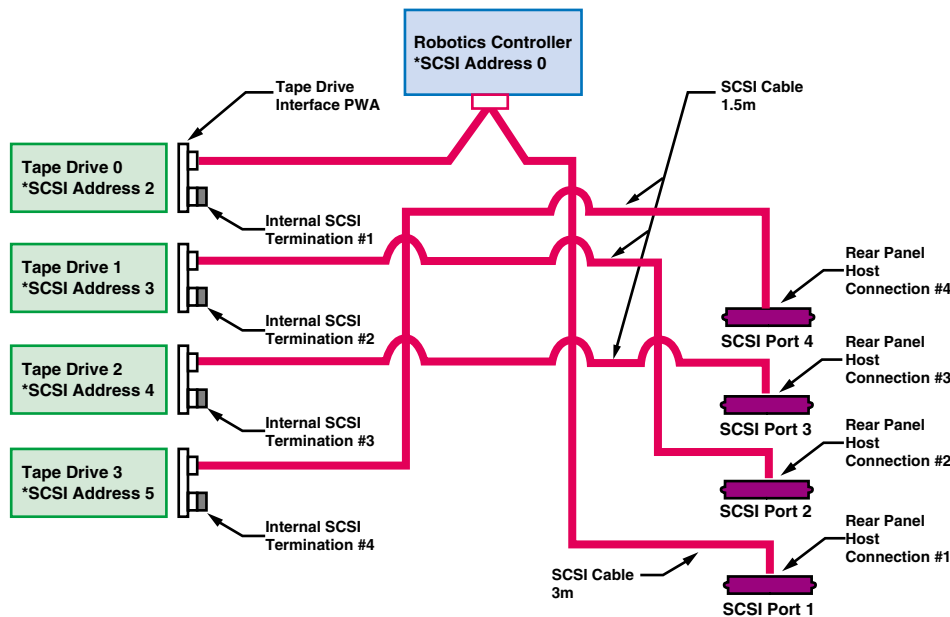 Robotics Controller
*SCSI Address 0
Tape Drive
Interface PWA
SCSI Cable
1.5m
Tape Drive 0
*SCSI Address 2
Internal SCSI
Termination #1
Tape Drive 1
*SCSI Address 3
Internal SCSI
Termination #2
Tape Drive 2
*SCSI Address 4
Internal SCSI
Termination #3
Tape Drive 3
*SCSI Address 5
Internal SCSI
Termination #4
Rear Panel
Host
Connection #4
SCSI Port 4
Rear Panel
Host
Connection #3
SCSI Port 3
Rear Panel
Host
Connection #2
SCSI Port 2
Rear Panel
Host
Connection #1
SCSI Port 1
SCSI Cable
3m